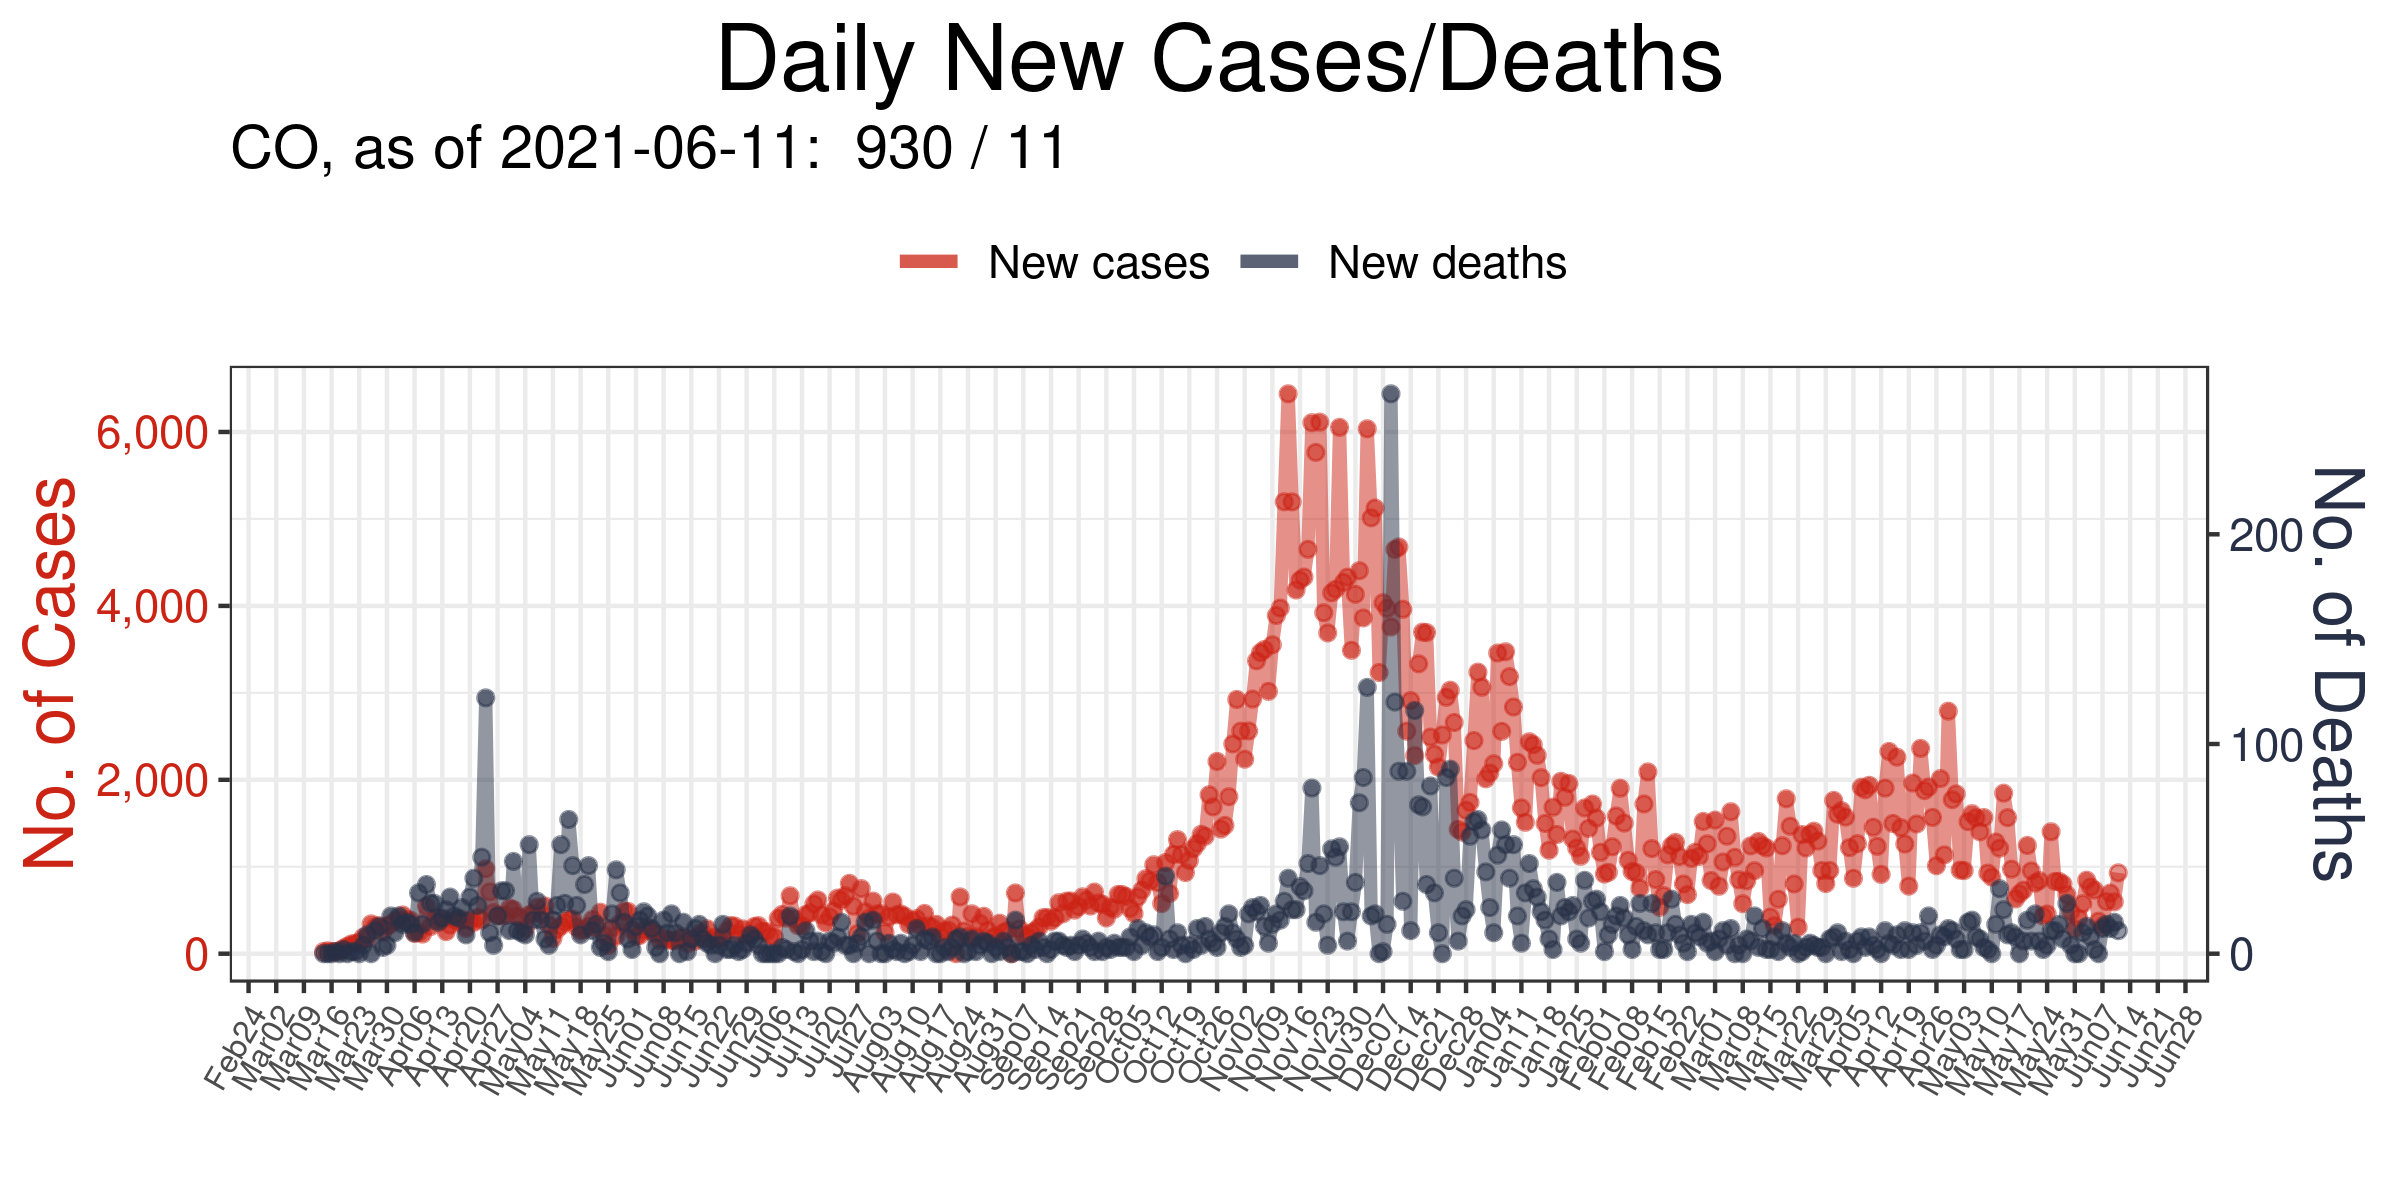 Daily New Cases/Deaths
CO, as of 2021-06-11: 930 / 11
New cases New deaths
No. of Cases
6,000
4,000
2,000
0
No. of Deaths
200
100
0
Feb24 Mar02 Mar09 Mar16 Mar23 Mar30 Apr06 Apr13 Apr20 Apr27 May04 May11 May18 May25 Jun01 Jun08 Jun15 Jun22 Jun29 Jul06 Jul13 Jul20 Jul27 Aug03 Aug10 Aug17 Aug24 Aug31 Sep07 Sep14 Sep21 Sep28 Oct05 Oct12 Oct19 Oct26 Nov02 Nov09 Nov16 Nov23 Nov30 Dec07 Dec14 Dec21 Dec28 Jan04 Jan11 Jan18 Jan25 Feb01 Feb08 Feb15 Feb22 Mar01 Mar08 Mar15 Mar22 Mar29 Apr05 Apr12 Apr19 Apr26 May03 May10 May17 May24 May31 Jun07 Jun14 Jun21 Jun28